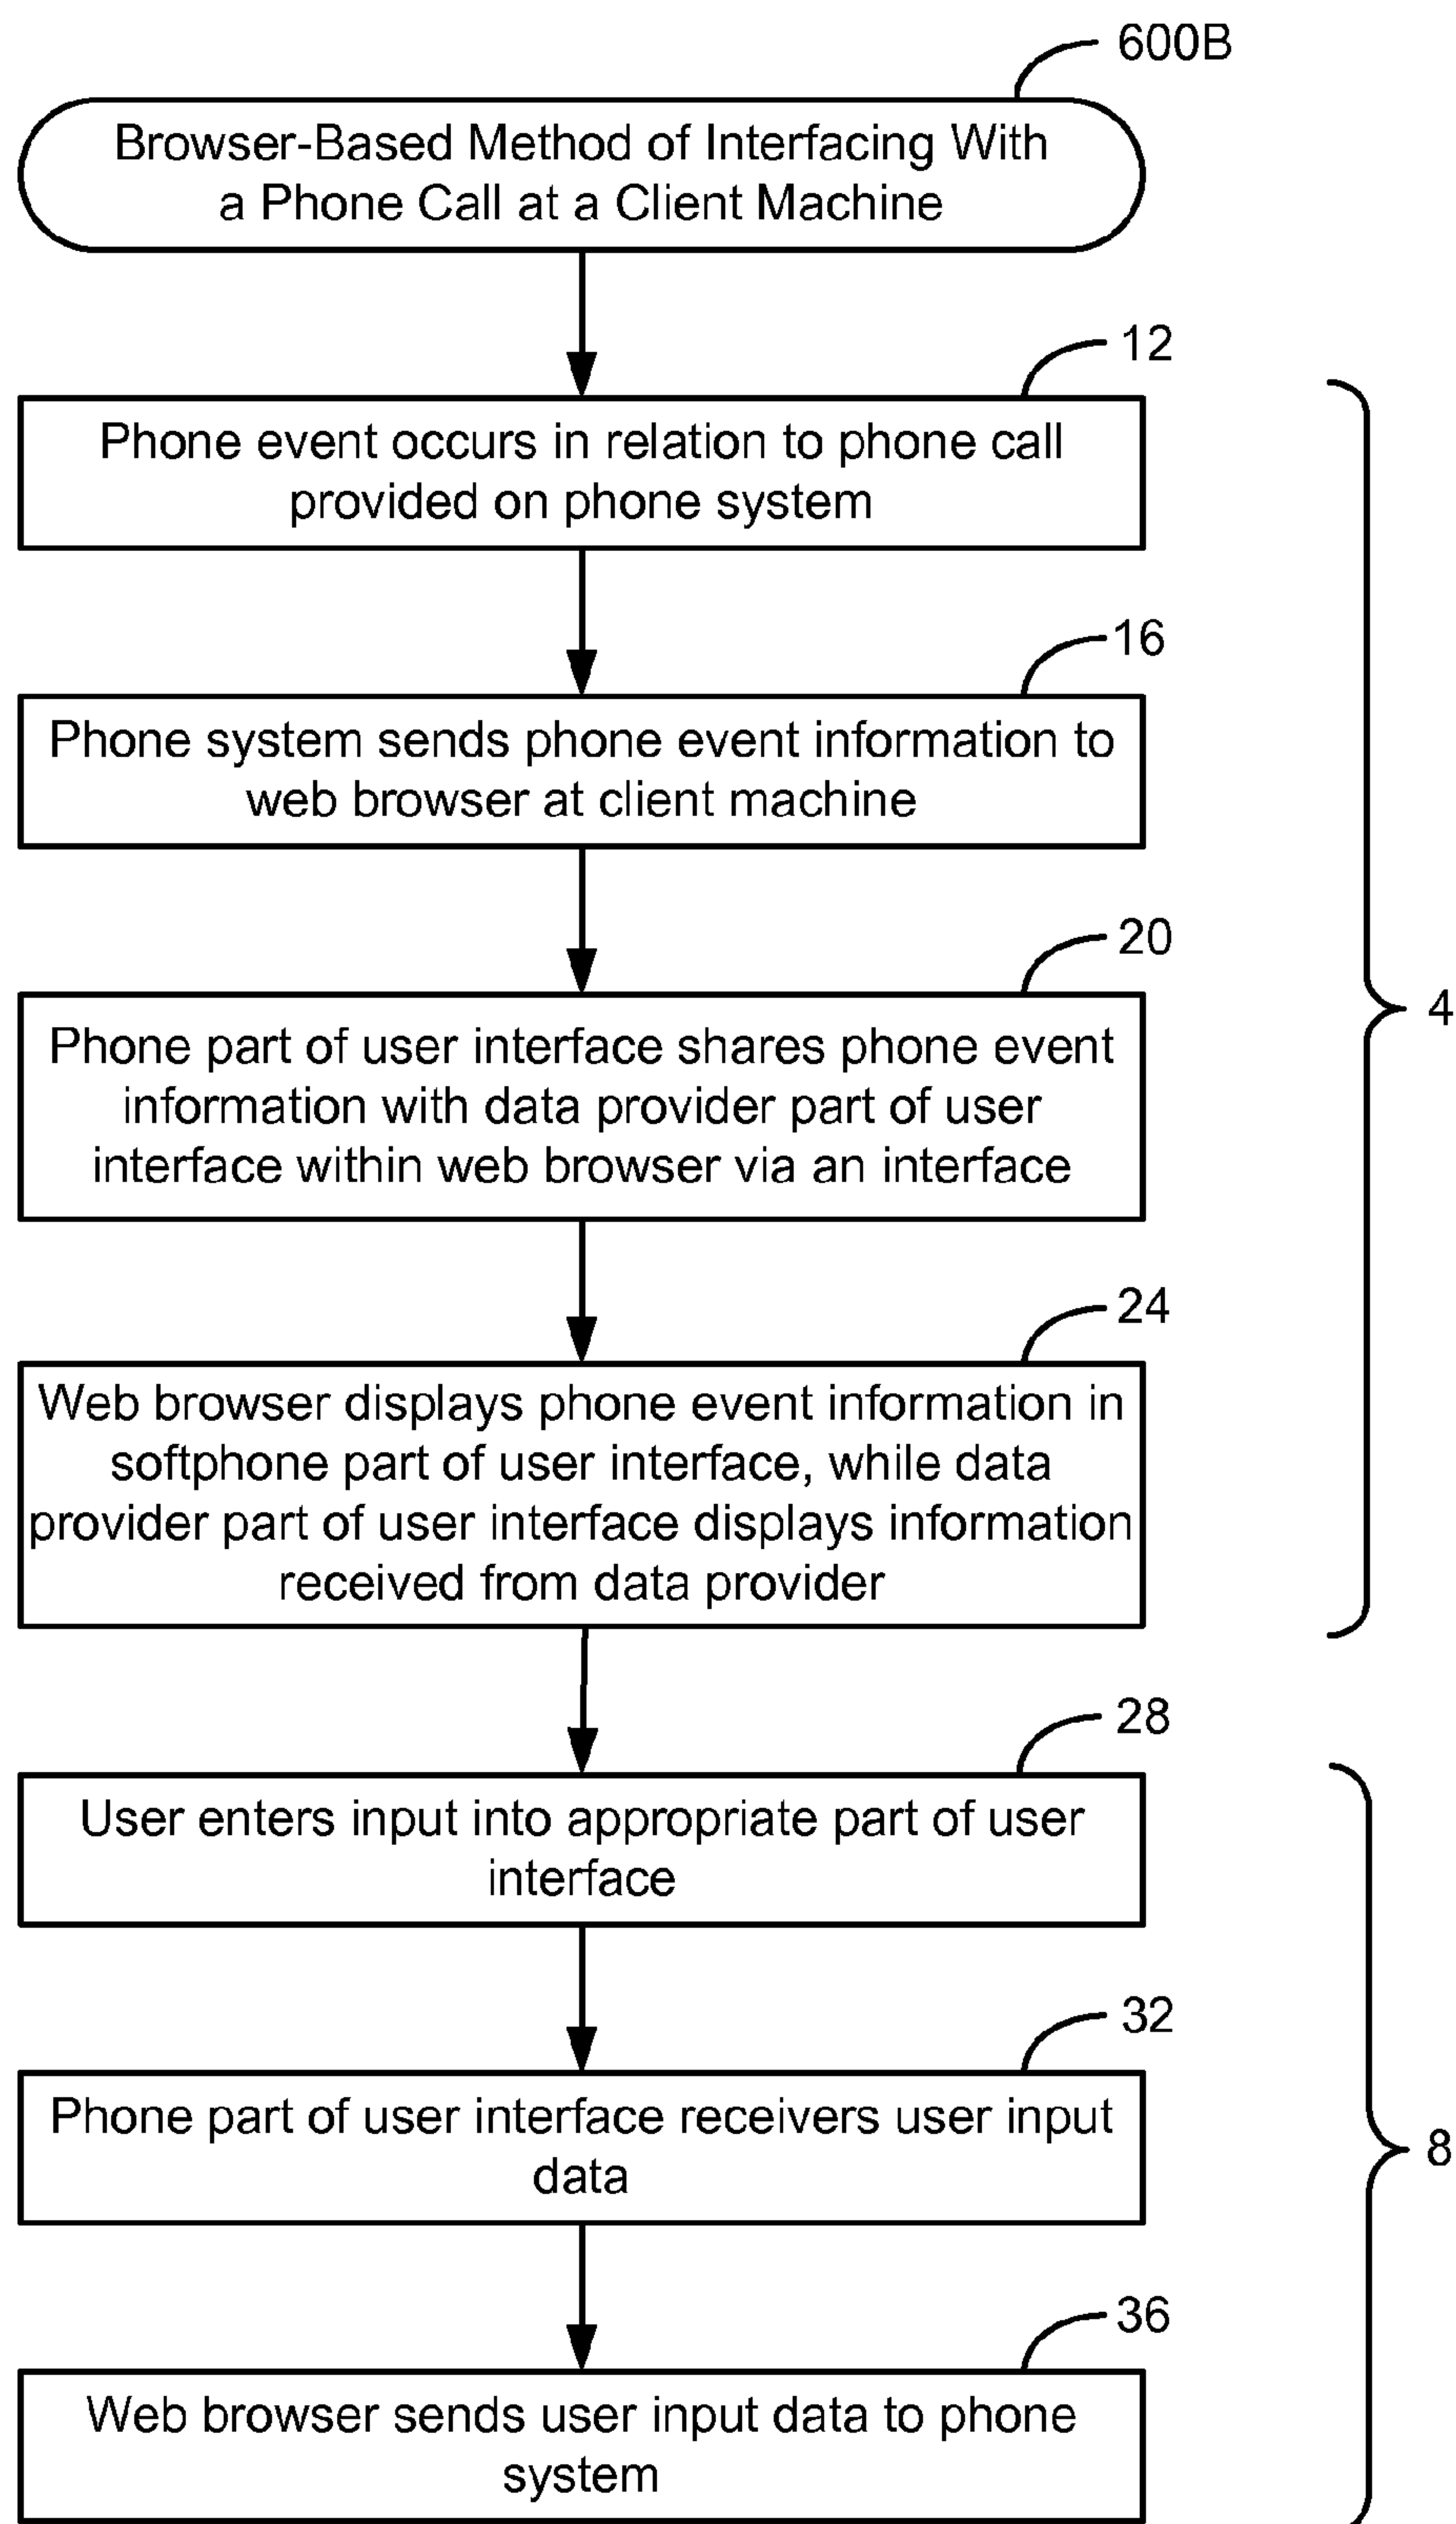 600B
Browser-Based Method of Interfacing With
a Phone Call at a Client Machine
12
Phone event occurs in relation to phone call
provided on phone system
16
Phone system sends phone event information to
web browser at client machine
20
Phone part of user interface shares phone event
information with data provider part of user
interface within web browser via an interface
4
24
Web browser displays phone event information in
softphone part of user interface, while data
provider part of user interface displays information
received from data provider
28
User enters input into appropriate part of user
interface
32
Phone part of user interface receivers user input
data
8
36
Web browser sends user input data to phone
system